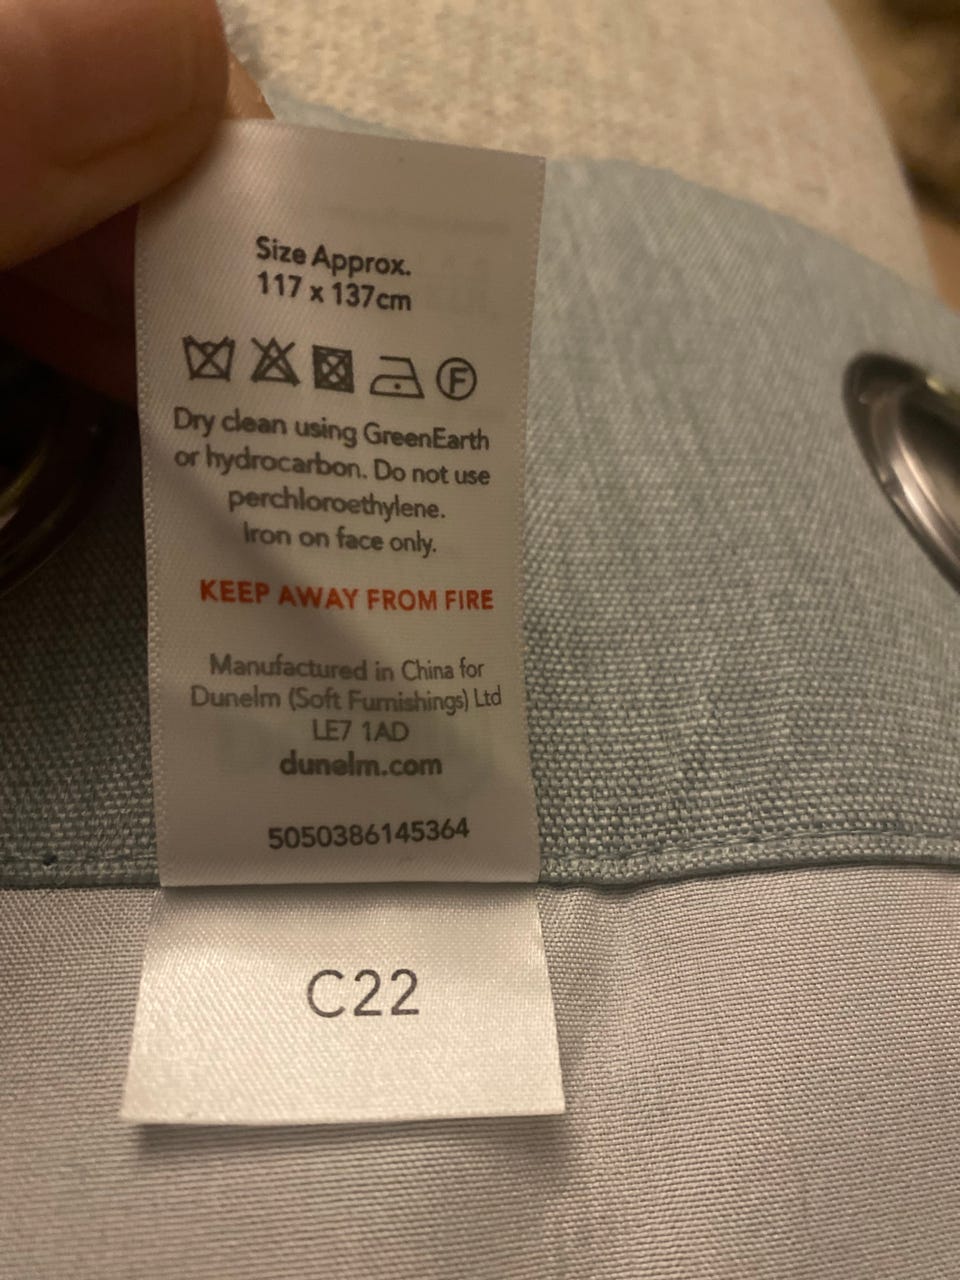 Size Approx.
117 x 137cm
F
Dry clean using GreenEarth
or hydrocarbon. Do not use
perchloroethylene.
Iron on face only.
KEEP AWAY FROM FIRE
Manufactured in China for
Dunelm (Soft Furnishings) Ltd
LE7 1AD
dunelm.com
5050386145364
C22